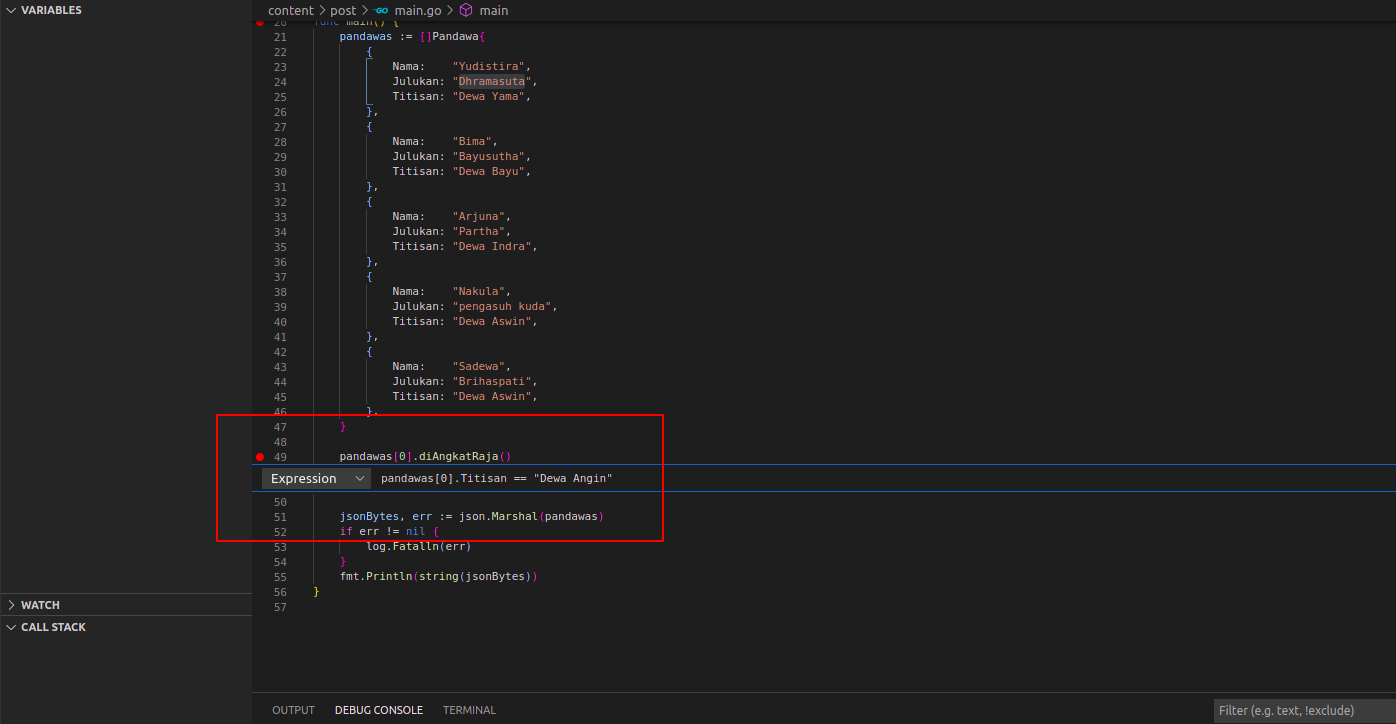 VARIABLES
content > post > main.go > main
20 func main() {
21 pandawas := []Pandawa{
22 {
23 Nama: "Yudistira",
24 Julukan: "Dhramasuta",
25 Titisan: "Dewa Yama",
26 },
27 {
28 Nama: "Bima",
29 Julukan: "Bayusutha",
30 Titisan: "Dewa Bayu",
31 },
32 {
33 Nama: "Arjuna",
34 Julukan: "Partha",
35 Titisan: "Dewa Indra",
36 },
37 {
38 Nama: "Nakula",
39 Julukan: "pengasuh kuda",
40 Titisan: "Dewa Aswin",
41 },
42 {
43 Nama: "Sadewa",
44 Julukan: "Brihaspati",
45 Titisan: "Dewa Aswin",
46 },
47 }
48
49 pandawas[0].diAngkatRaja()
Expression pandawas[0].Titisan == "Dewa Angin"
50
51 jsonBytes, err := json.Marshal(pandawas)
52 if err != nil {
53 log.Fatalln(err)
54 }
55 fmt.Println(string(jsonBytes))
56 }
57
WATCH
CALL STACK
OUTPUT DEBUG CONSOLE TERMINAL
Filter (e.g. text, !exclude)